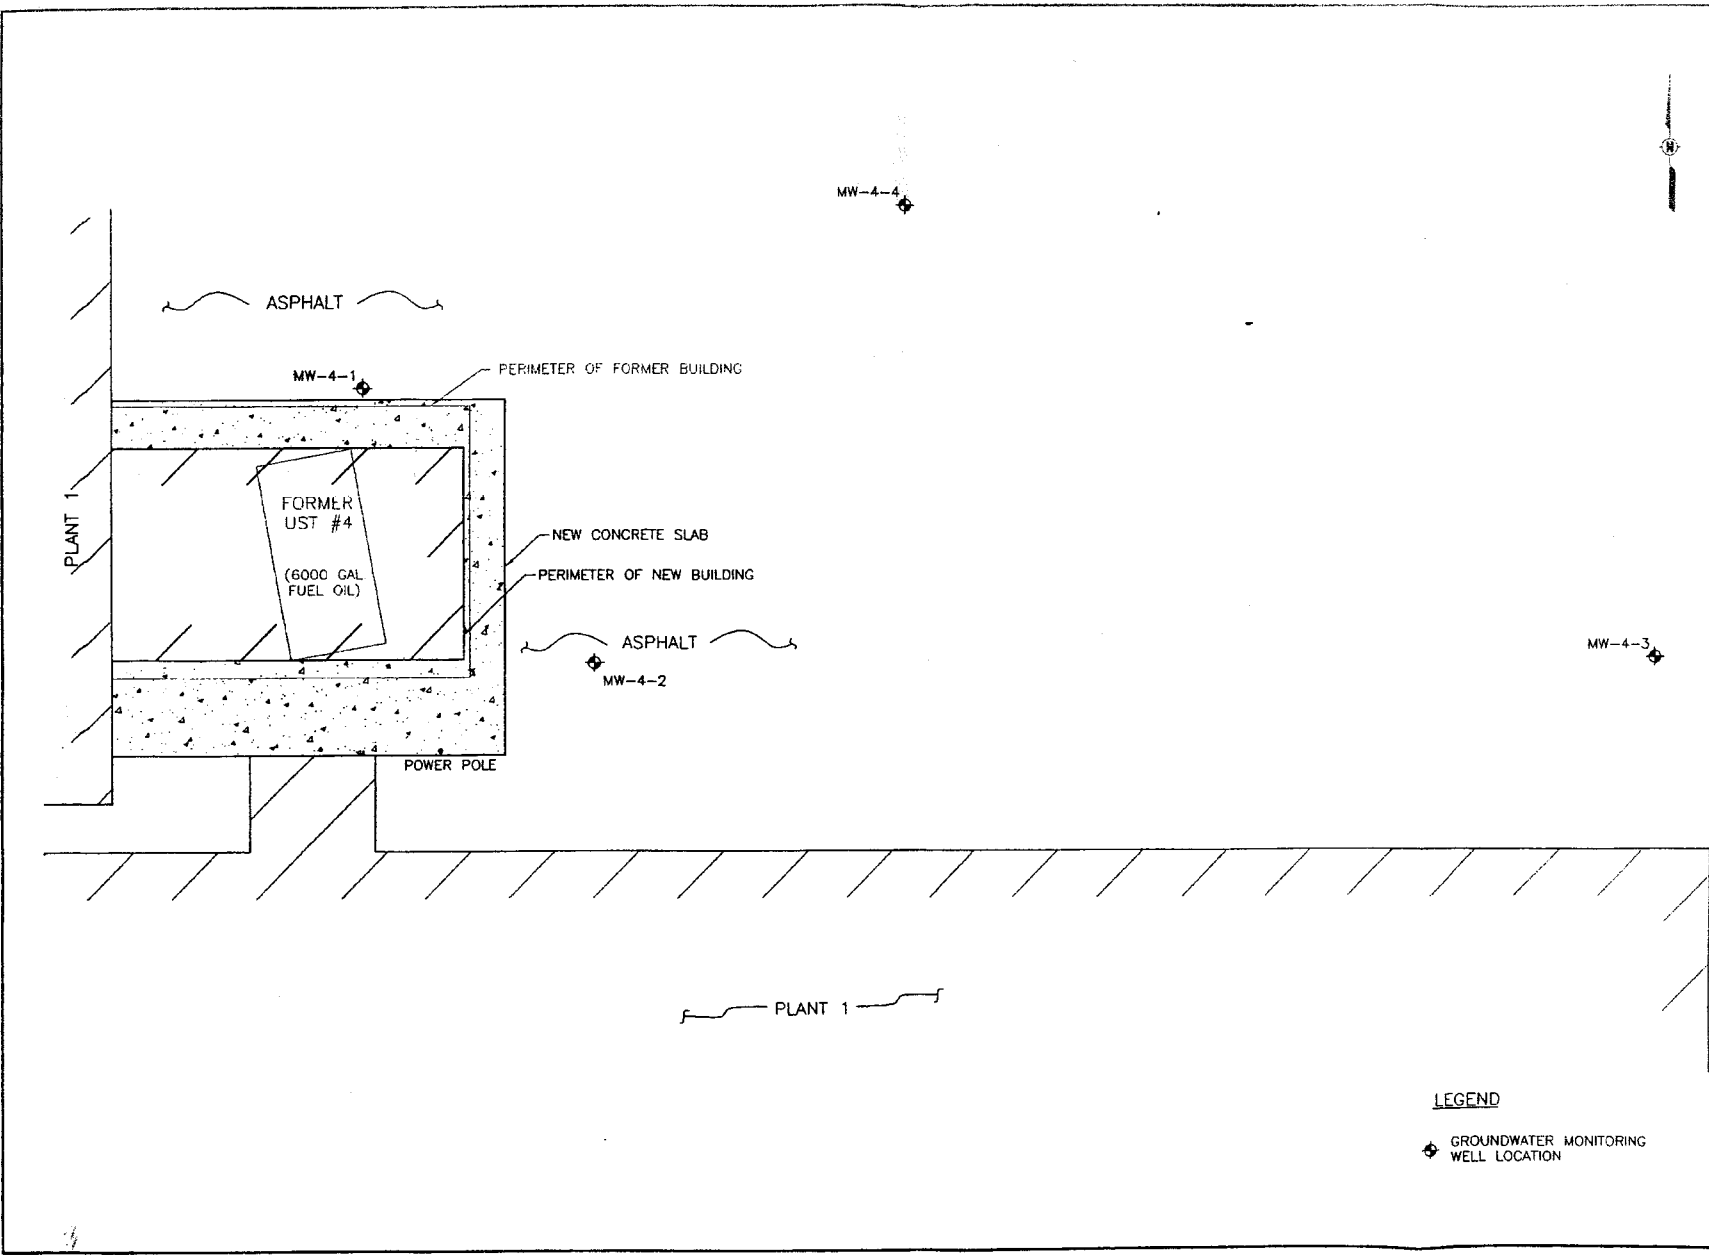 N
MW-4-4
ASPHALT
PERIMETER OF FORMER BUILDING
MW-4-1
PLANT 1
FORMER
UST #4
(6000 GAL
FUEL OIL)
NEW CONCRETE SLAB
PERIMETER OF NEW BUILDING
ASPHALT
MW-4-2
MW-4-3
POWER POLE
PLANT 1
LEGEND
GROUNDWATER MONITORING
WELL LOCATION